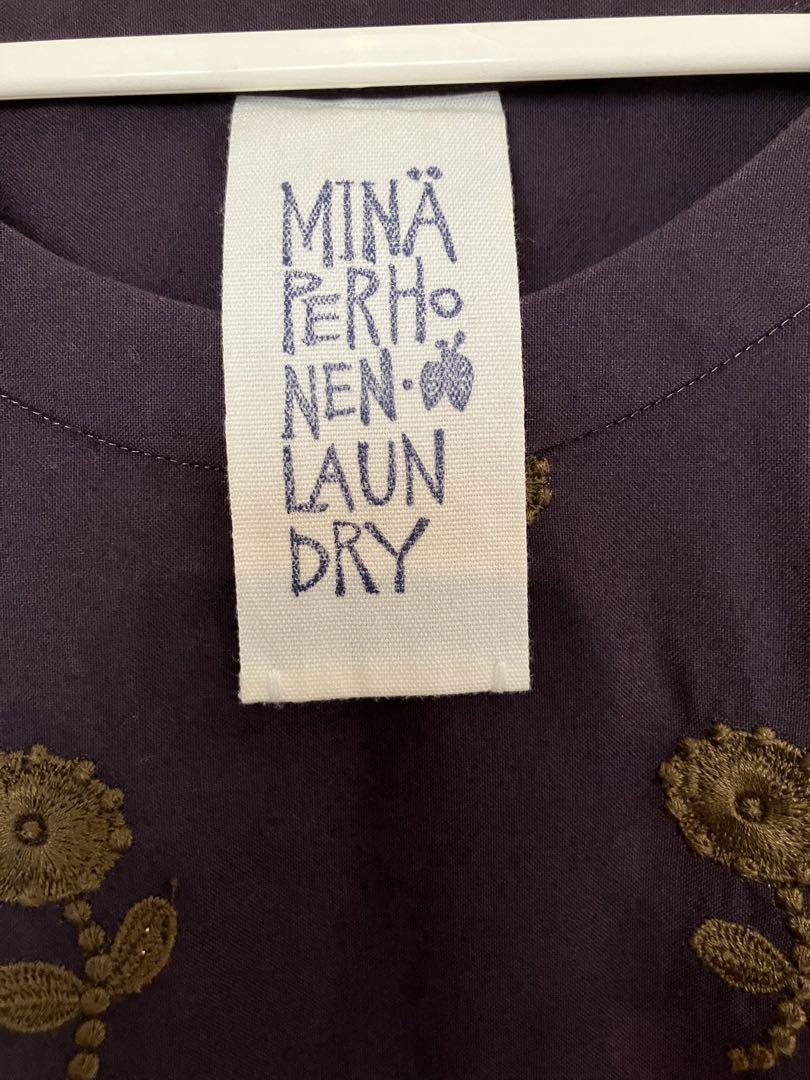 MINÄ
PERHO
NEN·
LAUN
DRY